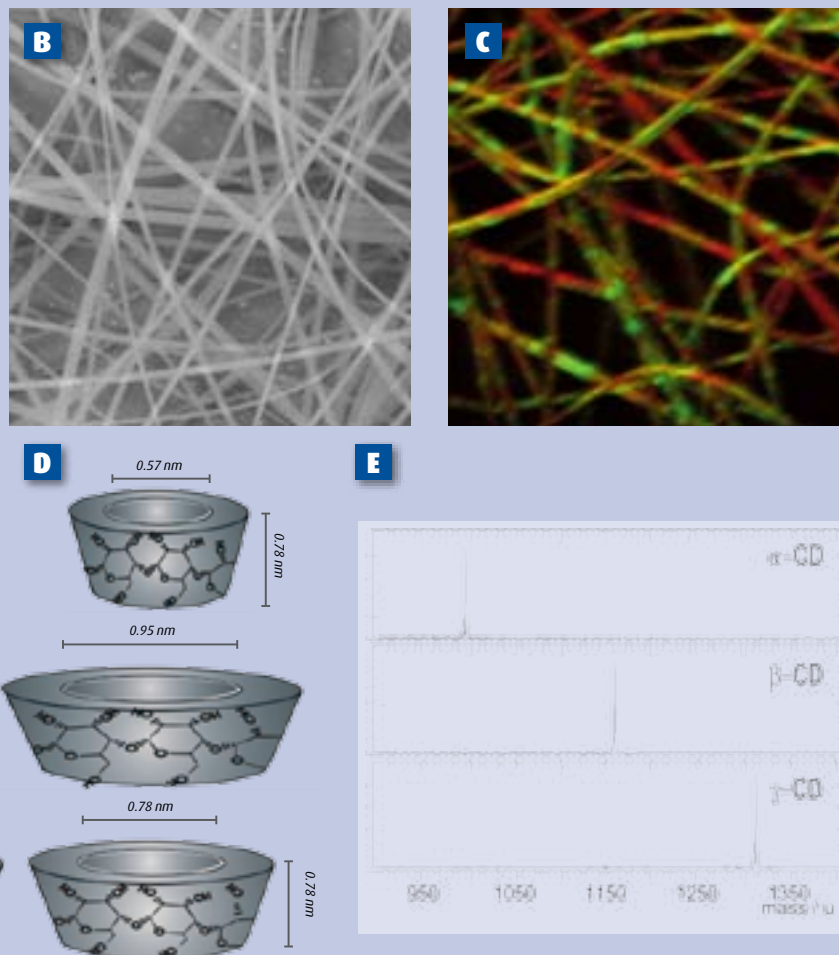 B
C
D
E
0.57 nm
0.78 nm
0.95 nm
0.78 nm
0.78 nm
α-CD
β-CD
γ-CD
950 1050 1150 1250 1350
mass / u